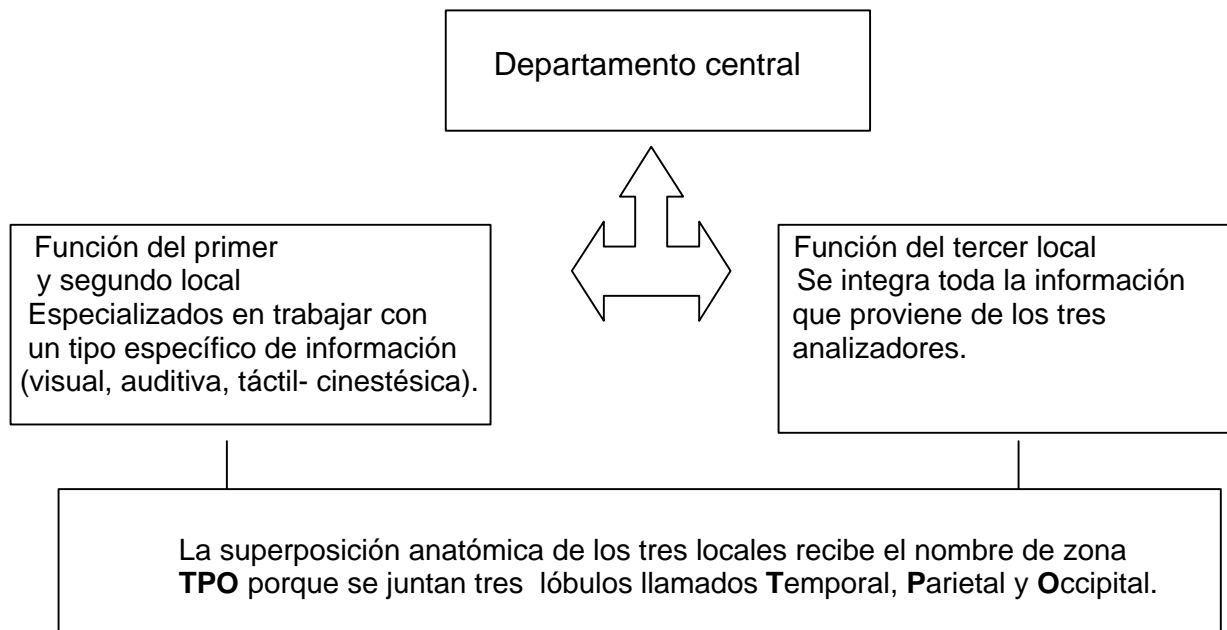 Departamento central
Función del primer
y segundo local
Especializados en trabajar con
un tipo específico de información
(visual, auditiva, táctil- cinestésica).
Función del tercer local
Se integra toda la información
que proviene de los tres
analizadores.
La superposición anatómica de los tres locales recibe el nombre de zona
TPO porque se juntan tres lóbulos llamados Temporal, Parietal y Occipital.